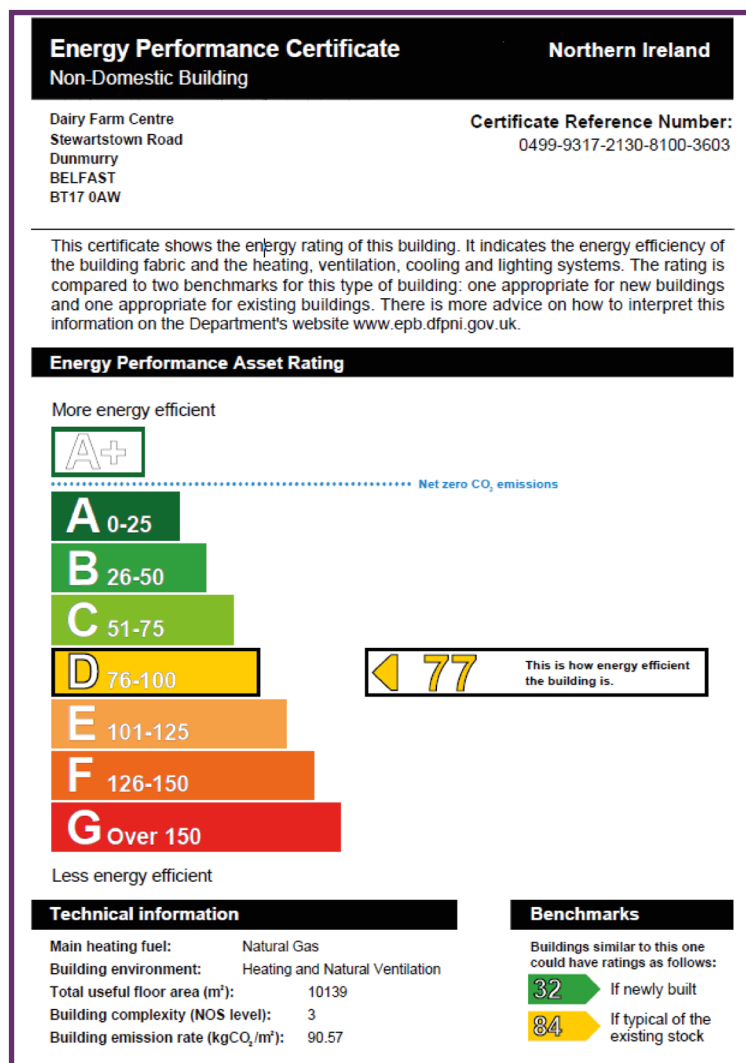 Energy Performance Certificate
Northern Ireland
Non-Domestic Building
Dairy Farm Centre
Stewartstown Road
Dunmurry
BELFAST
BT17 0AW
Certificate Reference Number:
0499-9317-2130-8100-3603
This certificate shows the energy rating of this building. It indicates the energy efficiency of
the building fabric and the heating, ventilation, cooling and lighting systems. The rating is
compared to two benchmarks for this type of building: one appropriate for new buildings
and one appropriate for existing buildings. There is more advice on how to interpret this
information on the Department's website www.epb.dfpni.gov.uk.
Energy Performance Asset Rating
More energy efficient
A+
Net zero CO₂ emissions
A 0-25
B 26-50
C 51-75
D 76-100
77
This is how energy efficient
the building is.
E 101-125
F 126-150
G Over 150
Less energy efficient
Technical information
Main heating fuel: Natural Gas
Building environment: Heating and Natural Ventilation
Total useful floor area (m²): 10139
Building complexity (NOS level): 3
Building emission rate (kgCO₂/m²): 90.57
Benchmarks
Buildings similar to this one
could have ratings as follows:
32 If newly built
84 If typical of the
existing stock